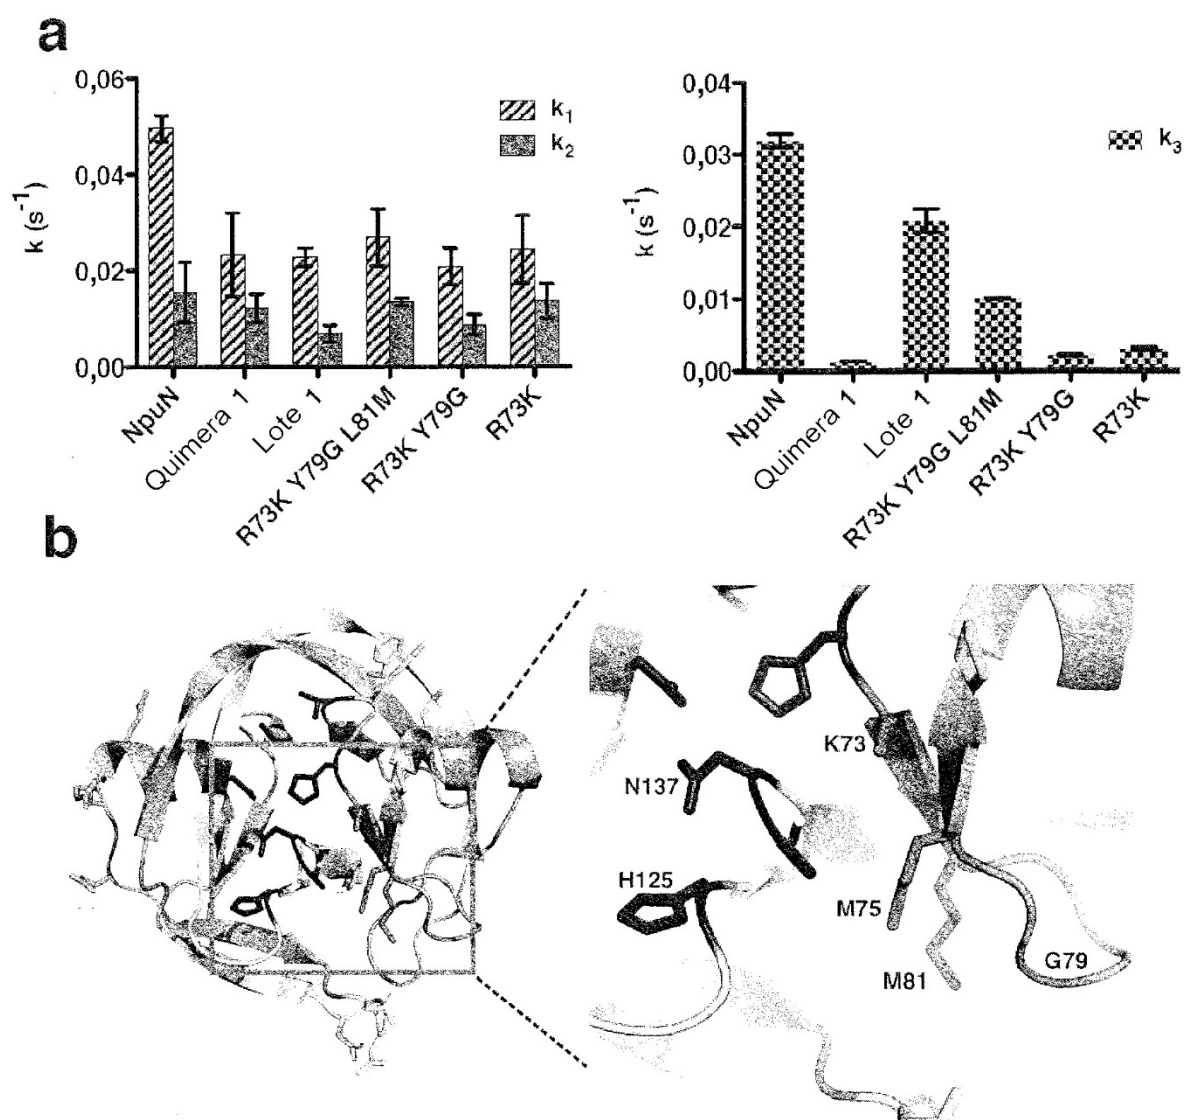 a
0,06
0,04
0,02
0,00
k (s⁻¹)
k₁
k₂
NpuN
Quimera 1
Lote 1
R73K Y79G L81M
R73K Y79G
R73K
0,04
0,03
0,02
0,01
0,00
k (s⁻¹)
k₃
NpuN
Quimera 1
Lote 1
R73K Y79G L81M
R73K Y79G
R73K
b
K73
N137
H125
M75
M81
G79